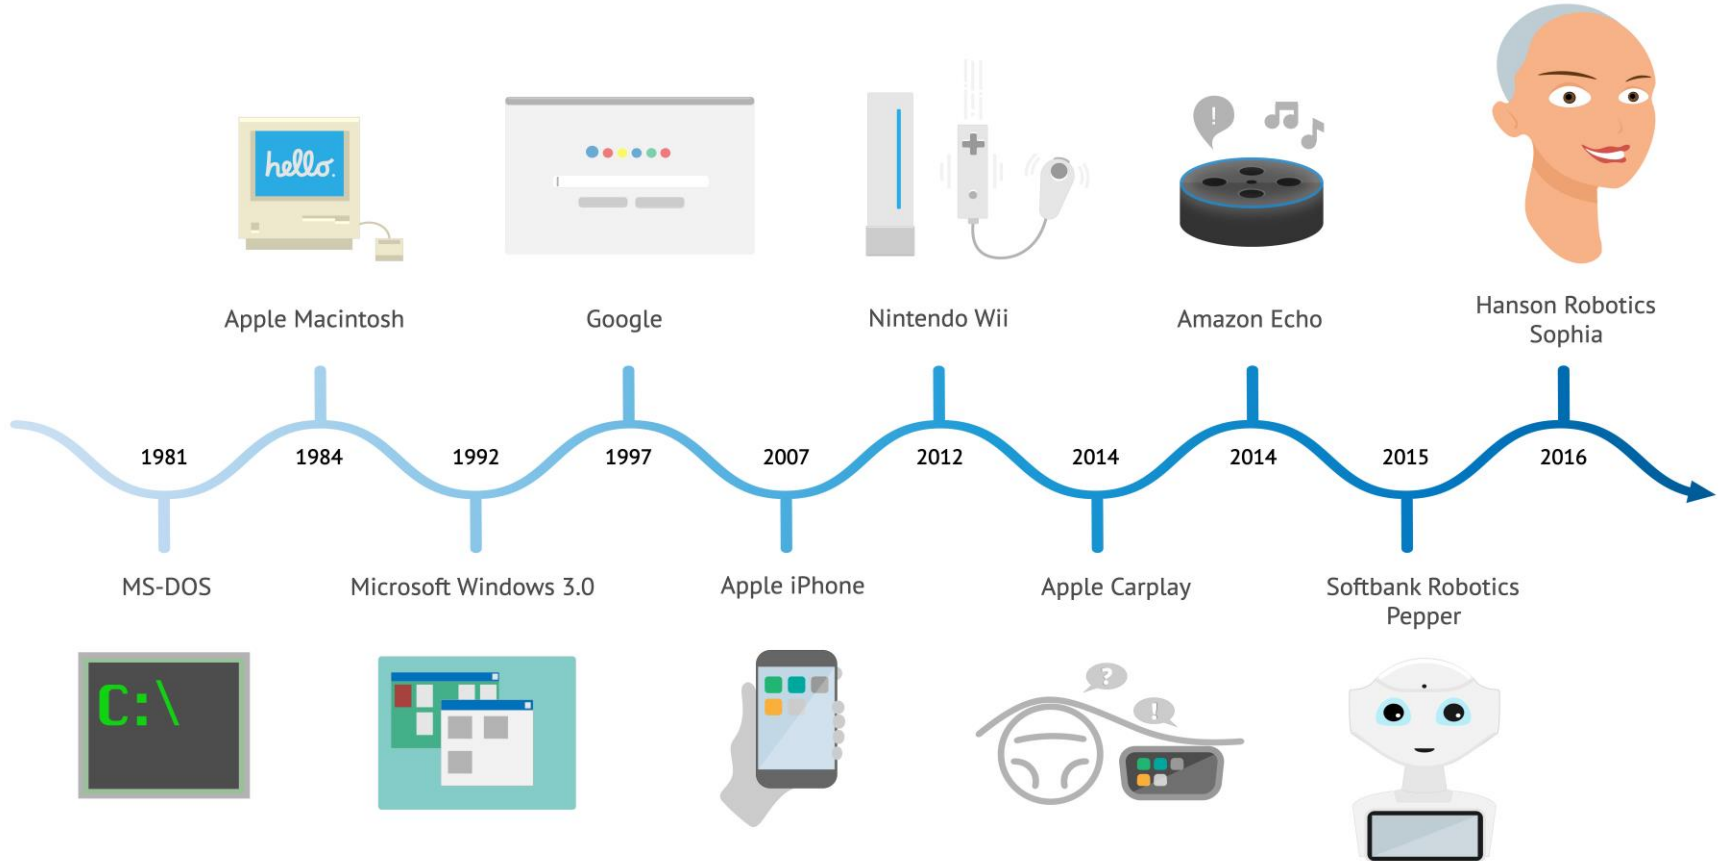 hello.
!
Apple Macintosh
Google
Nintendo Wii
Amazon Echo
Hanson Robotics
Sophia
1981
1984
1992
1997
2007
2012
2014
2014
2015
2016
MS-DOS
Microsoft Windows 3.0
Apple iPhone
Apple Carplay
Softbank Robotics
Pepper
C:\
?
!